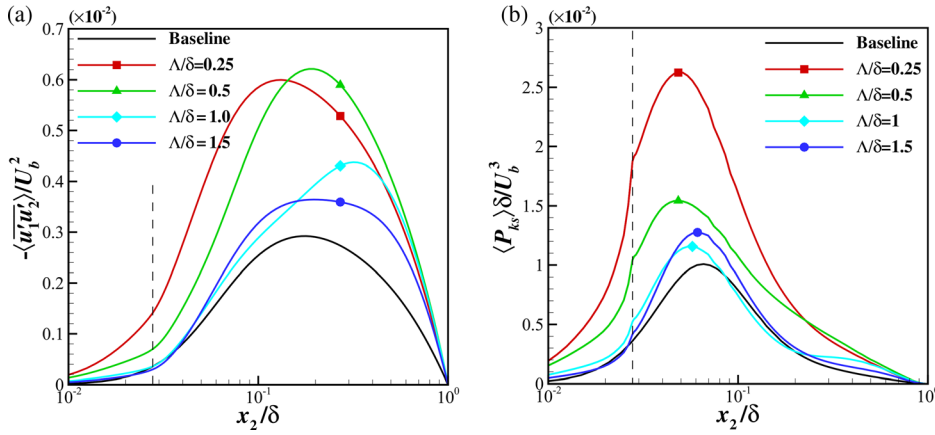 (a)
(×10⁻²)
0.7
0.6
0.5
0.4
0.3
0.2
0.1
0
10⁻²
10⁻¹
10⁰
x₂/δ
-⟨u′₁u′₂⟩/U_b²
Baseline
Λ/δ=0.25
Λ/δ=0.5
Λ/δ=1.0
Λ/δ=1.5
(b)
(×10⁻²)
3
2.5
2
1.5
1
0.5
0
10⁻²
10⁻¹
10⁰
x₂/δ
⟨P_ks⟩δ/U_b³
Baseline
Λ/δ=0.25
Λ/δ=0.5
Λ/δ=1
Λ/δ=1.5